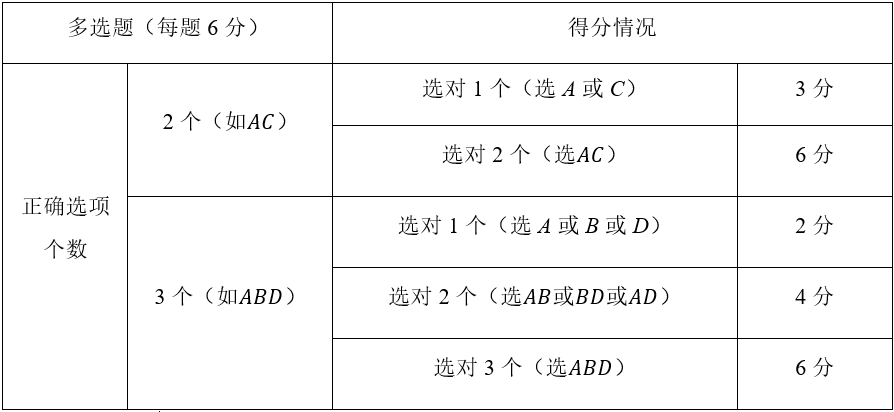 多选题（每题 6 分）
得分情况
正确选项
个数
2 个（如AC）
选对 1 个（选 A 或 C）
3 分
选对 2 个（选AC）
6 分
3 个（如ABD）
选对 1 个（选 A 或 B 或 D）
2 分
选对 2 个（选AB或BD或AD）
4 分
选对 3 个（选ABD）
6 分